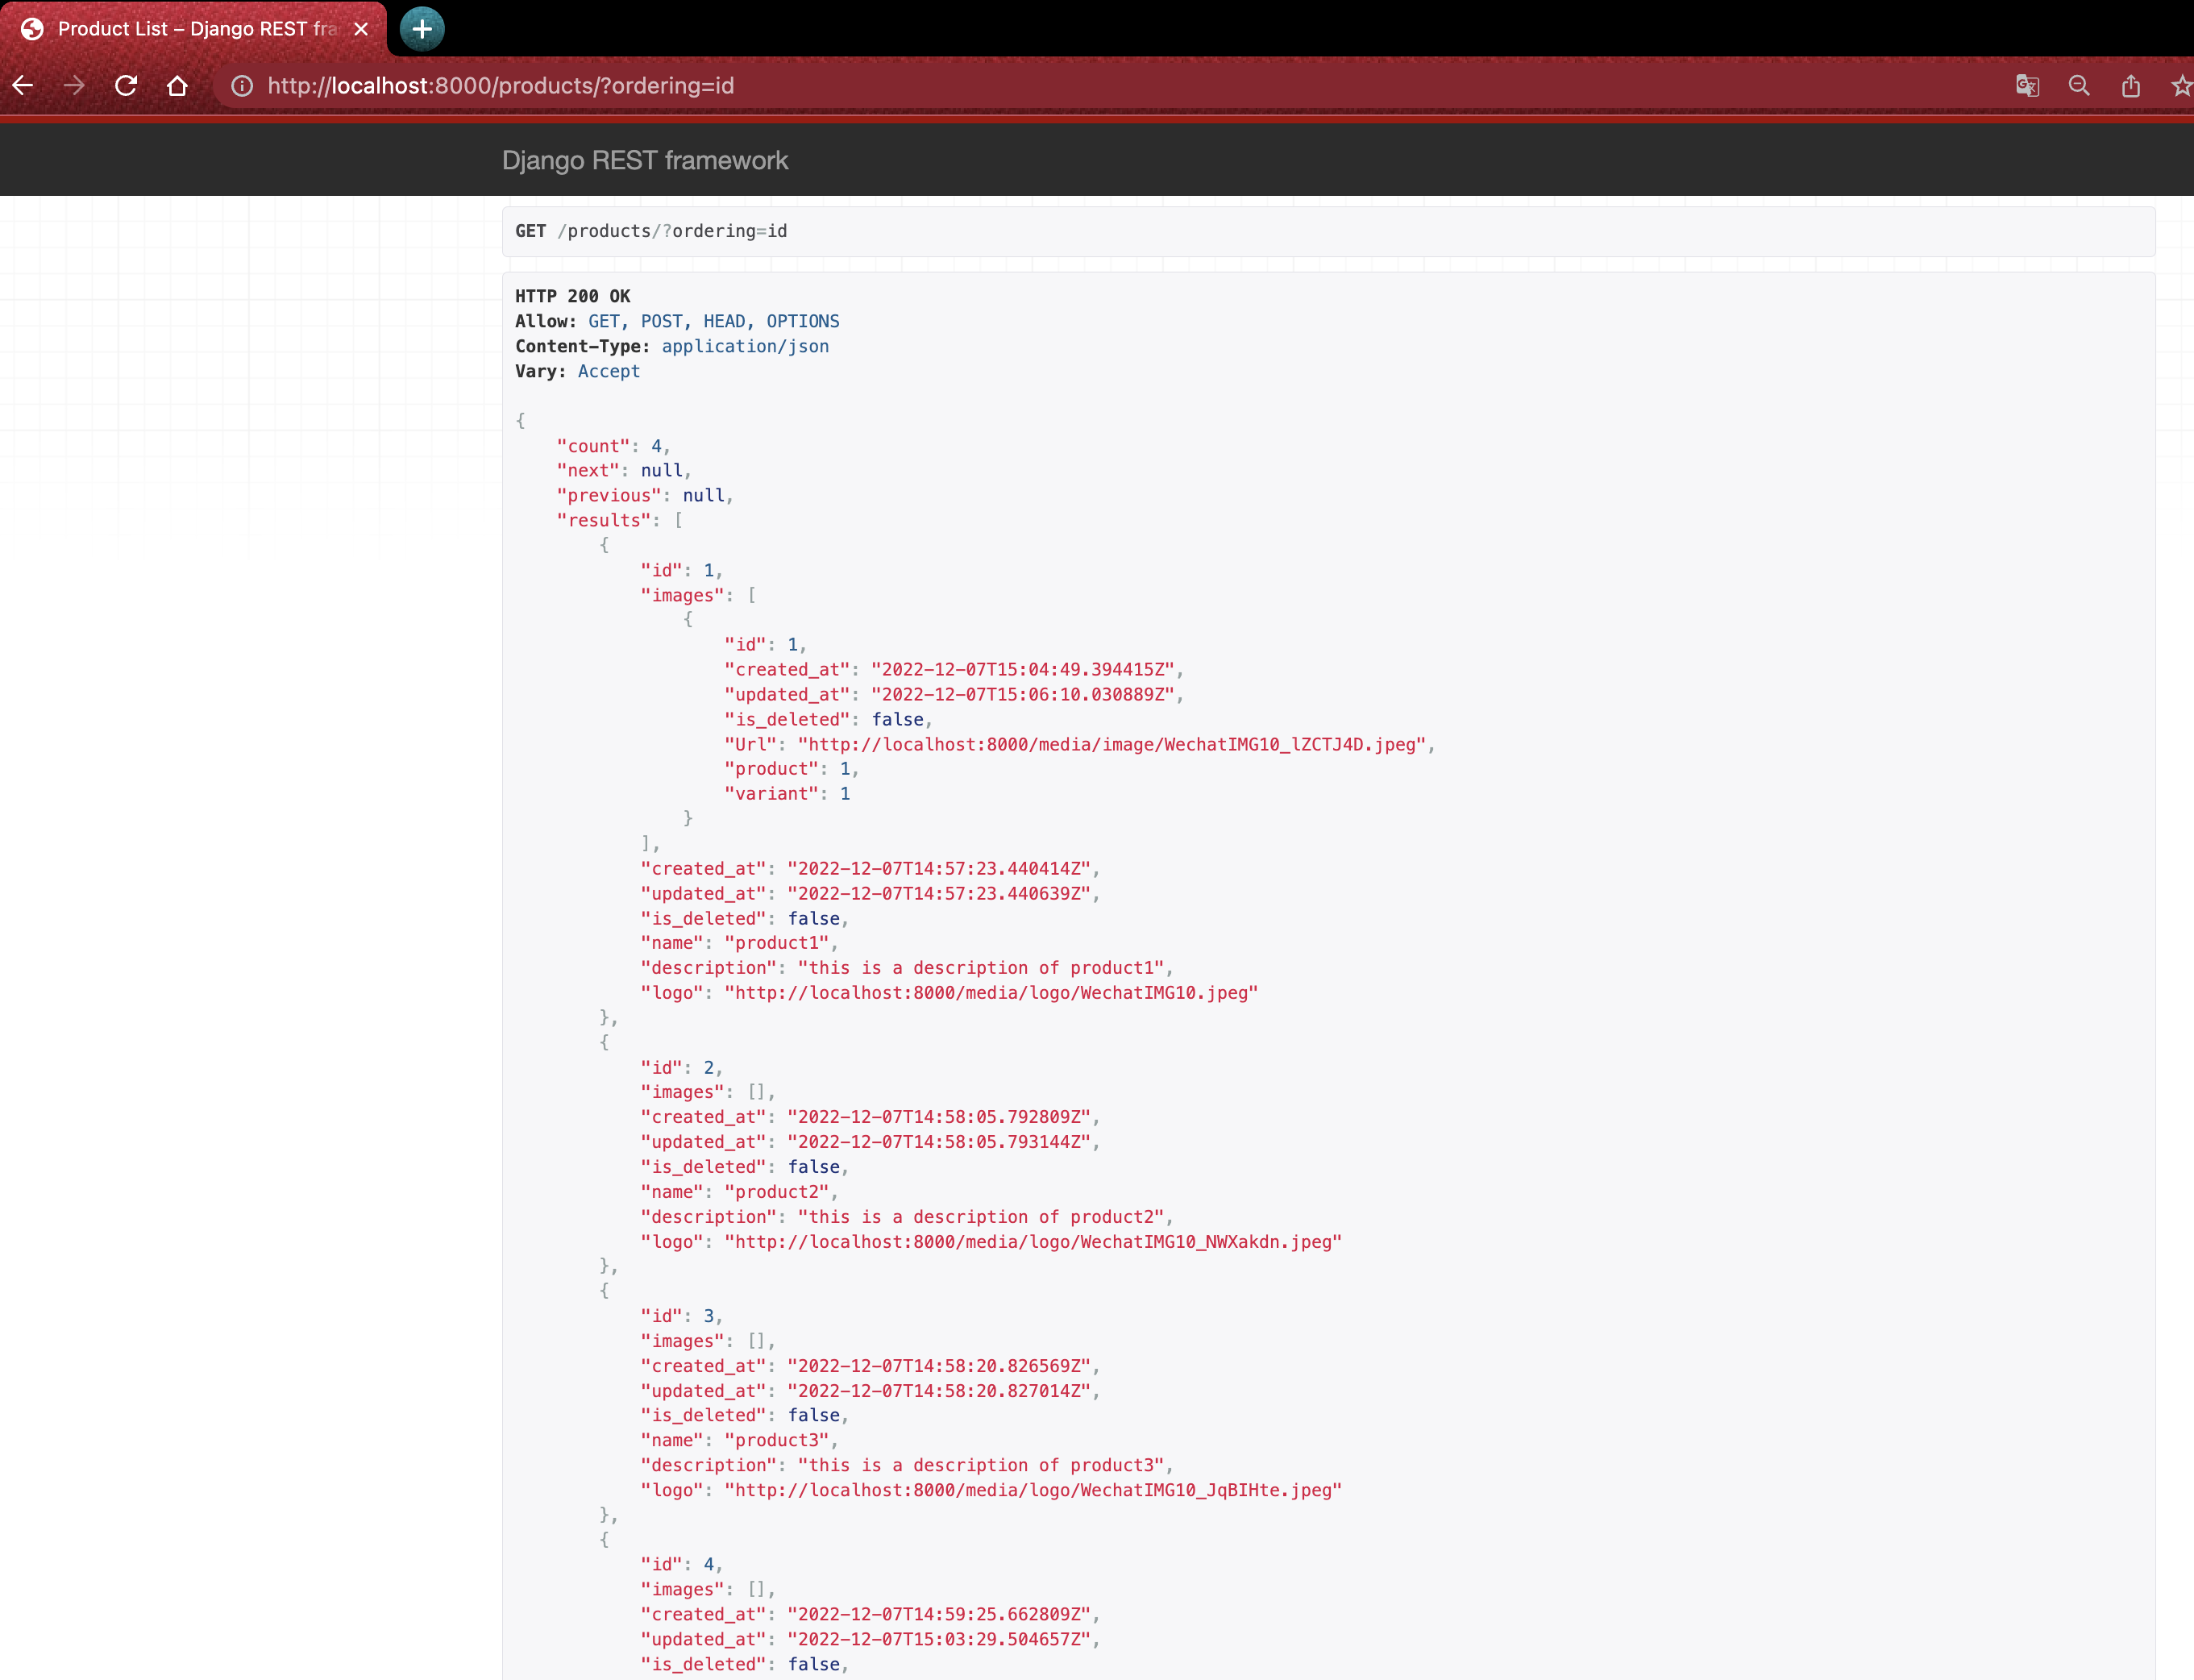 Product List – Django REST fra
http://localhost:8000/products/?ordering=id
Django REST framework
GET /products/?ordering=id
HTTP 200 OK
Allow: GET, POST, HEAD, OPTIONS
Content-Type: application/json
Vary: Accept
{
"count": 4,
"next": null,
"previous": null,
"results": [
{
"id": 1,
"images": [
{
"id": 1,
"created_at": "2022-12-07T15:04:49.394415Z",
"updated_at": "2022-12-07T15:06:10.030889Z",
"is_deleted": false,
"Url": "http://localhost:8000/media/image/WechatIMG10_lZCTJ4D.jpeg",
"product": 1,
"variant": 1
}
],
"created_at": "2022-12-07T14:57:23.440414Z",
"updated_at": "2022-12-07T14:57:23.440639Z",
"is_deleted": false,
"name": "product1",
"description": "this is a description of product1",
"logo": "http://localhost:8000/media/logo/WechatIMG10.jpeg"
},
{
"id": 2,
"images": [],
"created_at": "2022-12-07T14:58:05.792809Z",
"updated_at": "2022-12-07T14:58:05.793144Z",
"is_deleted": false,
"name": "product2",
"description": "this is a description of product2",
"logo": "http://localhost:8000/media/logo/WechatIMG10_NWXakdn.jpeg"
},
{
"id": 3,
"images": [],
"created_at": "2022-12-07T14:58:20.826569Z",
"updated_at": "2022-12-07T14:58:20.827014Z",
"is_deleted": false,
"name": "product3",
"description": "this is a description of product3",
"logo": "http://localhost:8000/media/logo/WechatIMG10_JqBIHte.jpeg"
},
{
"id": 4,
"images": [],
"created_at": "2022-12-07T14:59:25.662809Z",
"updated_at": "2022-12-07T15:03:29.504657Z",
"is_deleted": false,